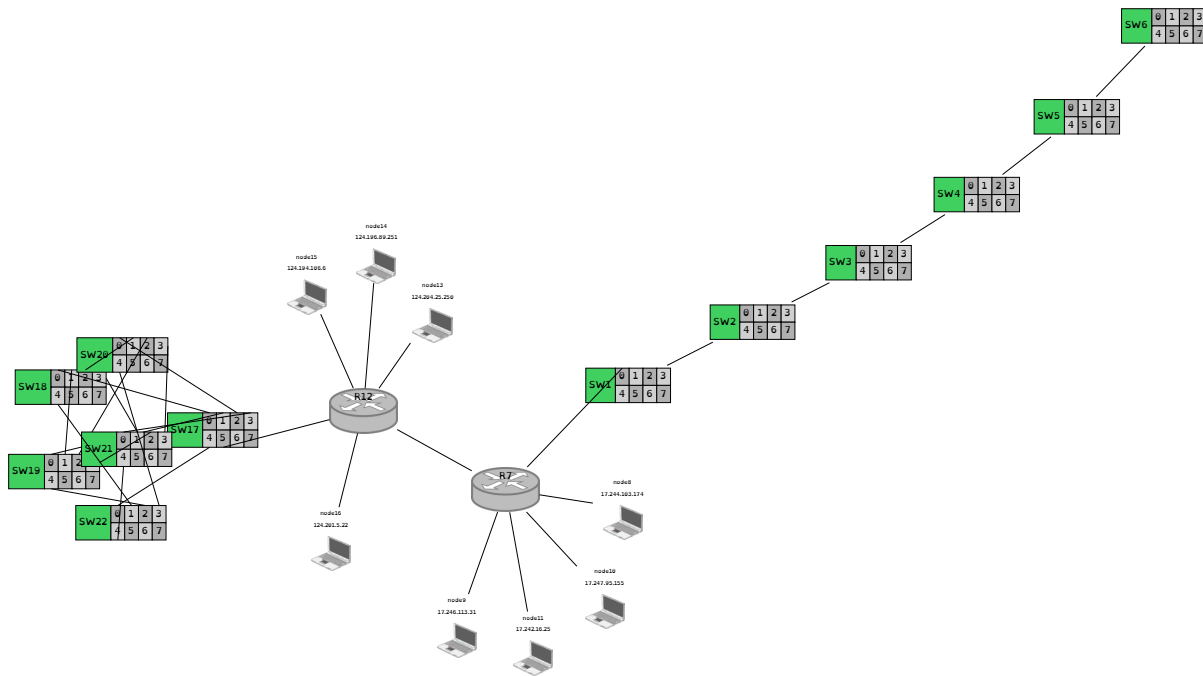 SW6
0 1 2 3
4 5 6 7
SW5
0 1 2 3
4 5 6 7
SW4
0 1 2 3
4 5 6 7
SW3
0 1 2 3
4 5 6 7
SW2
0 1 2 3
4 5 6 7
SW1
0 1 2 3
4 5 6 7
node14
124.196.89.251
node15
124.194.106.6
node13
124.204.25.250
R12
SW20
0 1 2 3
4 5 6 7
SW18
0 1 2 3
4 5 6 7
SW17
0 1 2 3
4 5 6 7
SW21
0 1 2 3
4 5 6 7
SW19
0 1 2
4 5 6 7
SW22
0 1 2 3
4 5 6 7
R7
node8
17.244.103.174
node16
124.201.5.22
node10
17.247.95.155
node9
17.246.113.31
node11
17.242.16.25